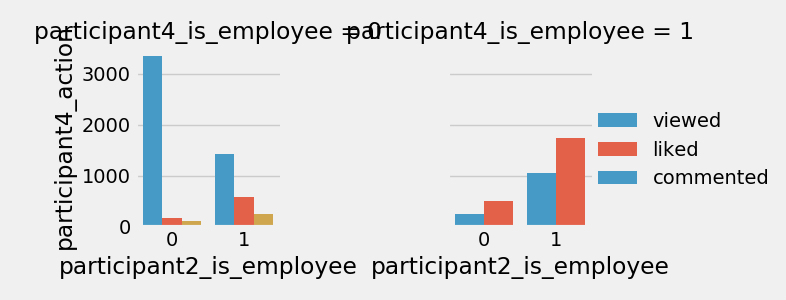 participant4_is_employee = 0
participant4_is_employee = 1
participant4_action
3000
2000
1000
0
0 1
0 1
participant2_is_employee
participant2_is_employee
viewed
liked
commented